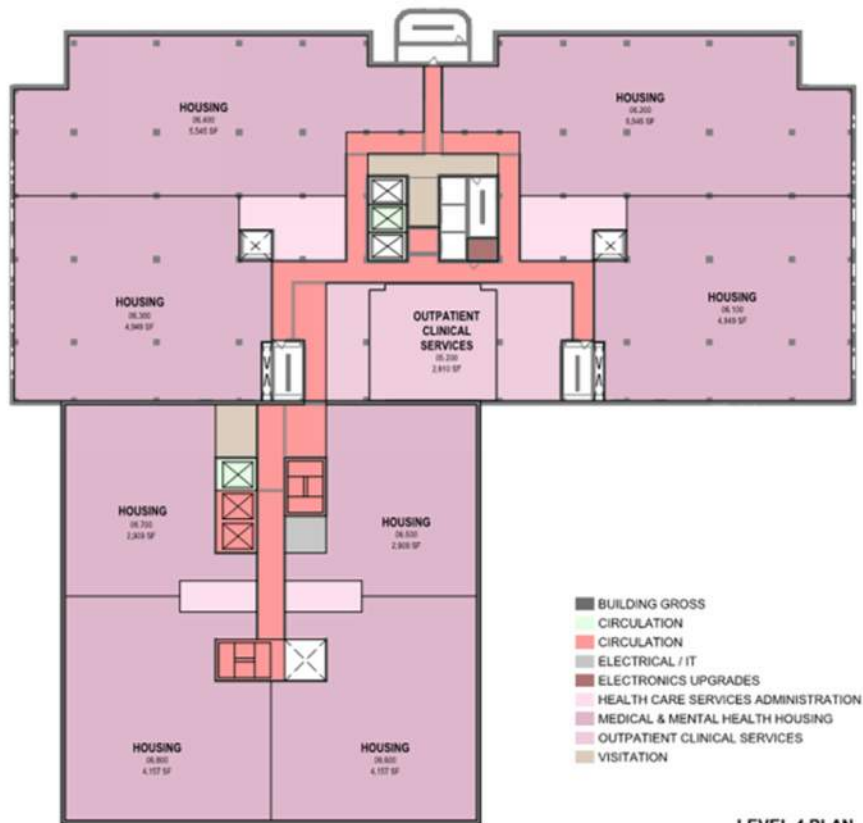 HOUSING
06.400
5,545 SF
HOUSING
06.200
5,545 SF
HOUSING
06.300
4,949 SF
OUTPATIENT
CLINICAL
SERVICES
05.200
2,910 SF
HOUSING
06.100
4,949 SF
HOUSING
06.700
2,909 SF
HOUSING
06.500
2,909 SF
HOUSING
06.800
4,157 SF
HOUSING
06.600
4,157 SF
BUILDING GROSS
CIRCULATION
CIRCULATION
ELECTRICAL / IT
ELECTRONICS UPGRADES
HEALTH CARE SERVICES ADMINISTRATION
MEDICAL & MENTAL HEALTH HOUSING
OUTPATIENT CLINICAL SERVICES
VISITATION